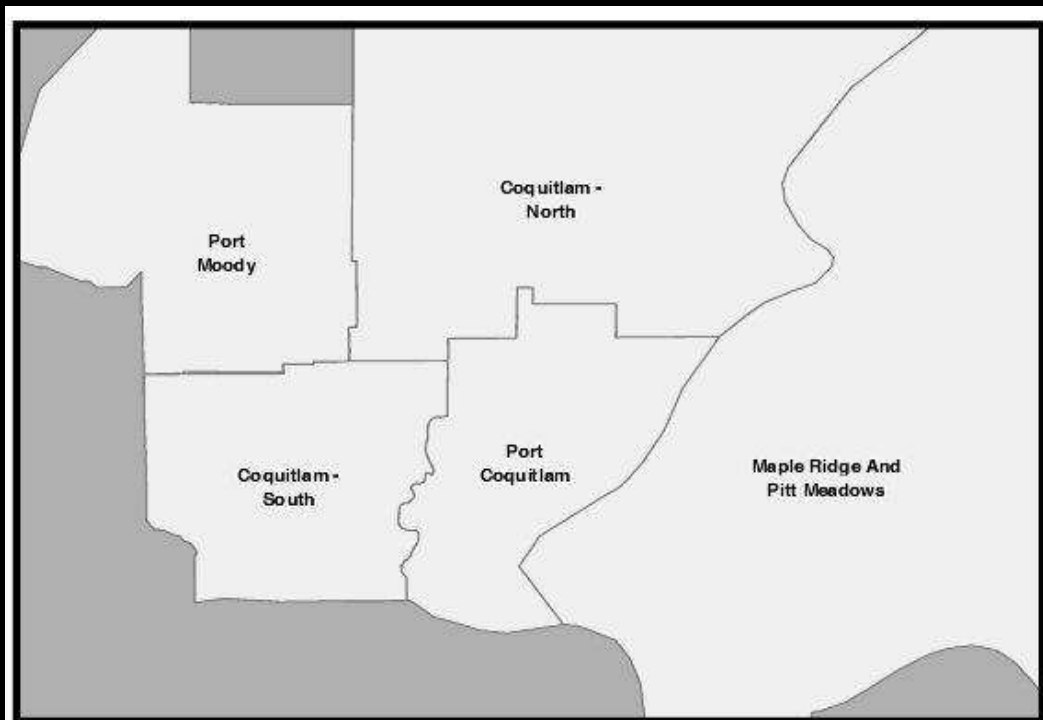 Coquitlam -
North
Port
Moody
Port
Coquitlam
Maple Ridge And
Pitt Meadows
Coquitlam -
South